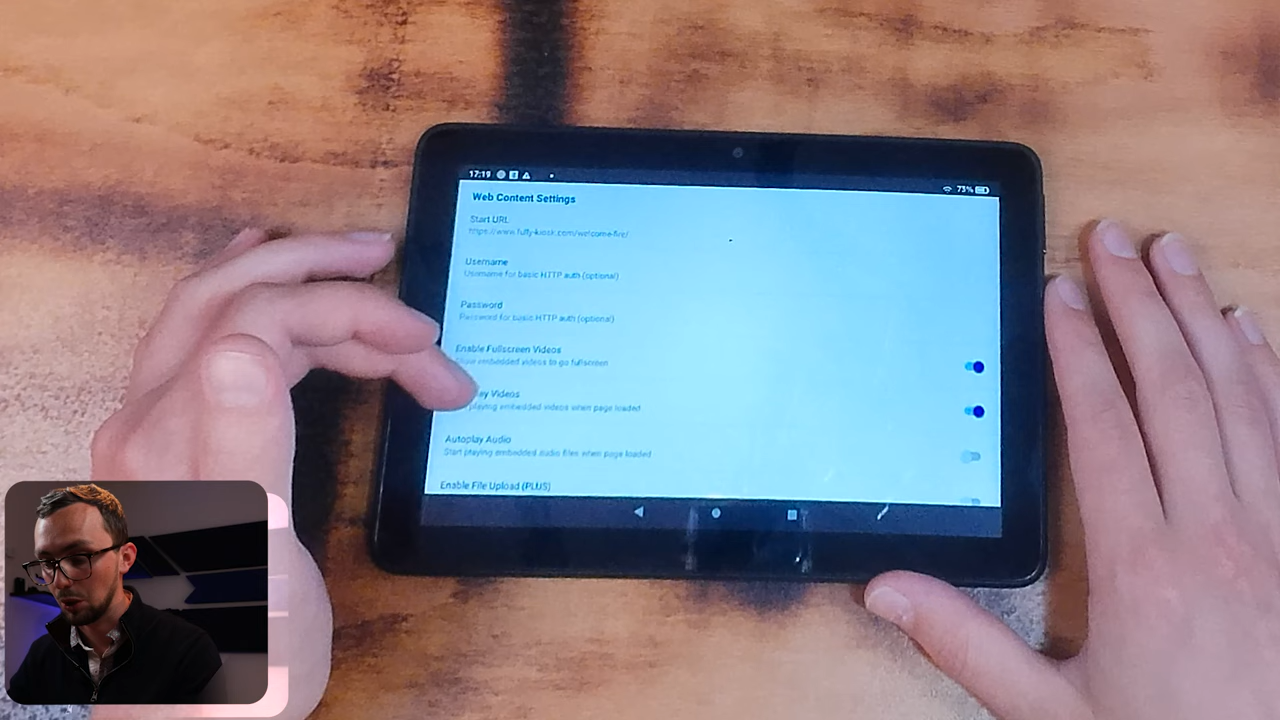 17:19
73%
Web Content Settings
Start URL
https://www.fully-kiosk.com/welcome-fire/
Username
Username for basic HTTP auth (optional)
Password
Password for basic HTTP auth (optional)
Enable Fullscreen Videos
embedded videos to go fullscreen
Videos
playing embedded videos when page loaded
Autoplay Audio
Start playing embedded audio files when page loaded
Enable File Upload (PLUS)